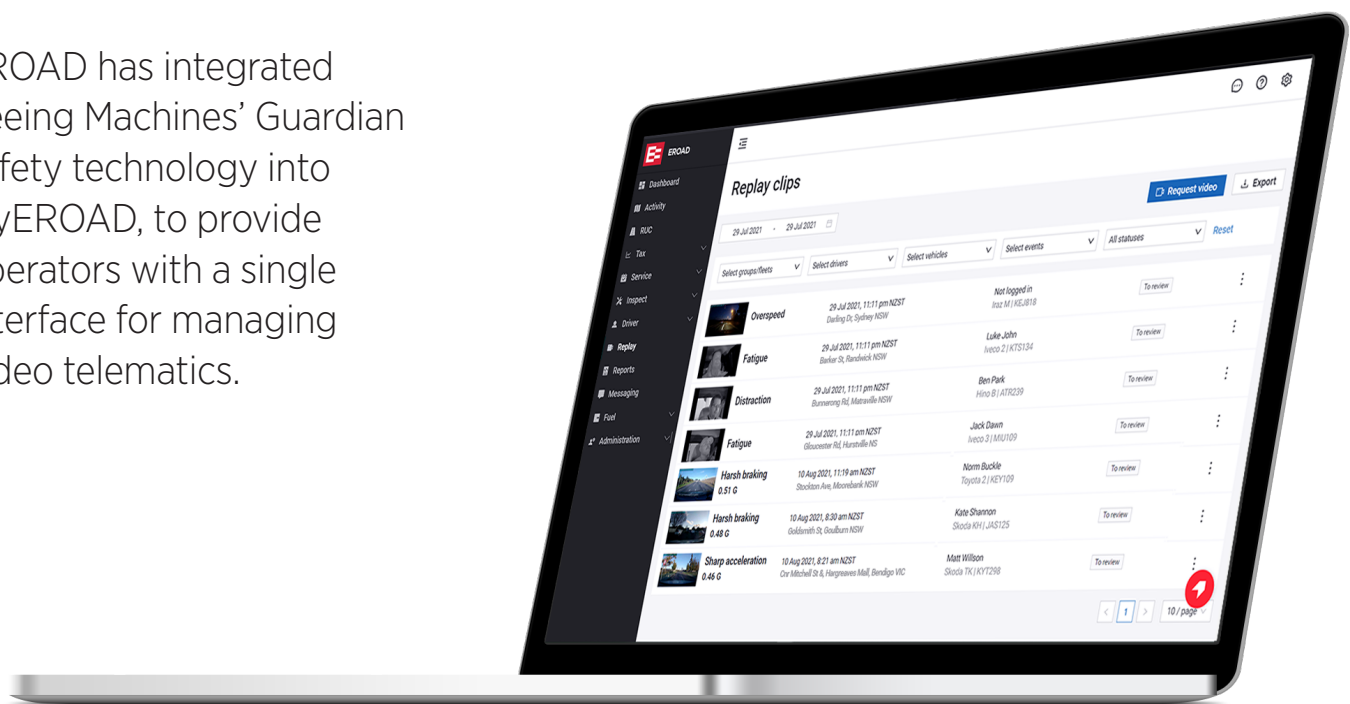 ROAD has integrated
eeing Machines’ Guardian
fety technology into
yEROAD, to provide
perators with a single
terface for managing
deo telematics.
EROAD
Dashboard
Activity
RUC
Tax
Service
Inspect
Driver
Replay
Reports
Messaging
Fuel
Administration
Replay clips
Request video
Export
29 Jul 2021 - 29 Jul 2021
Select groups/fleets
Select drivers
Select vehicles
Select events
All statuses
Reset
Overspeed
29 Jul 2021, 11:11 pm NZST
Darling Dr, Sydney NSW
Not logged in
Iraz M | KEJ818
To review
Fatigue
29 Jul 2021, 11:11 pm NZST
Barker St, Randwick NSW
Luke John
Iveco 2 | KTS134
To review
Distraction
29 Jul 2021, 11:11 pm NZST
Bunnerong Rd, Matraville NSW
Ben Park
Hino B | ATR239
To review
Fatigue
29 Jul 2021, 11:11 pm NZST
Gloucester Rd, Hurstville NS
Jack Dawn
Iveco 3 | MIU109
To review
Harsh braking
0.51 G
10 Aug 2021, 11:19 am NZST
Stockton Ave, Moorebank NSW
Norm Buckle
Toyota 2 | KEY109
To review
Harsh braking
0.48 G
10 Aug 2021, 8:30 am NZST
Goldsmith St, Goulburn NSW
Kate Shannon
Skoda KH | JAS125
To review
Sharp acceleration
0.46 G
10 Aug 2021, 8:21 am NZST
Cnr Mitchell St &, Hargreaves Mall, Bendigo VIC
Matt Willson
Skoda TK | KYT298
To review
1
10 / page